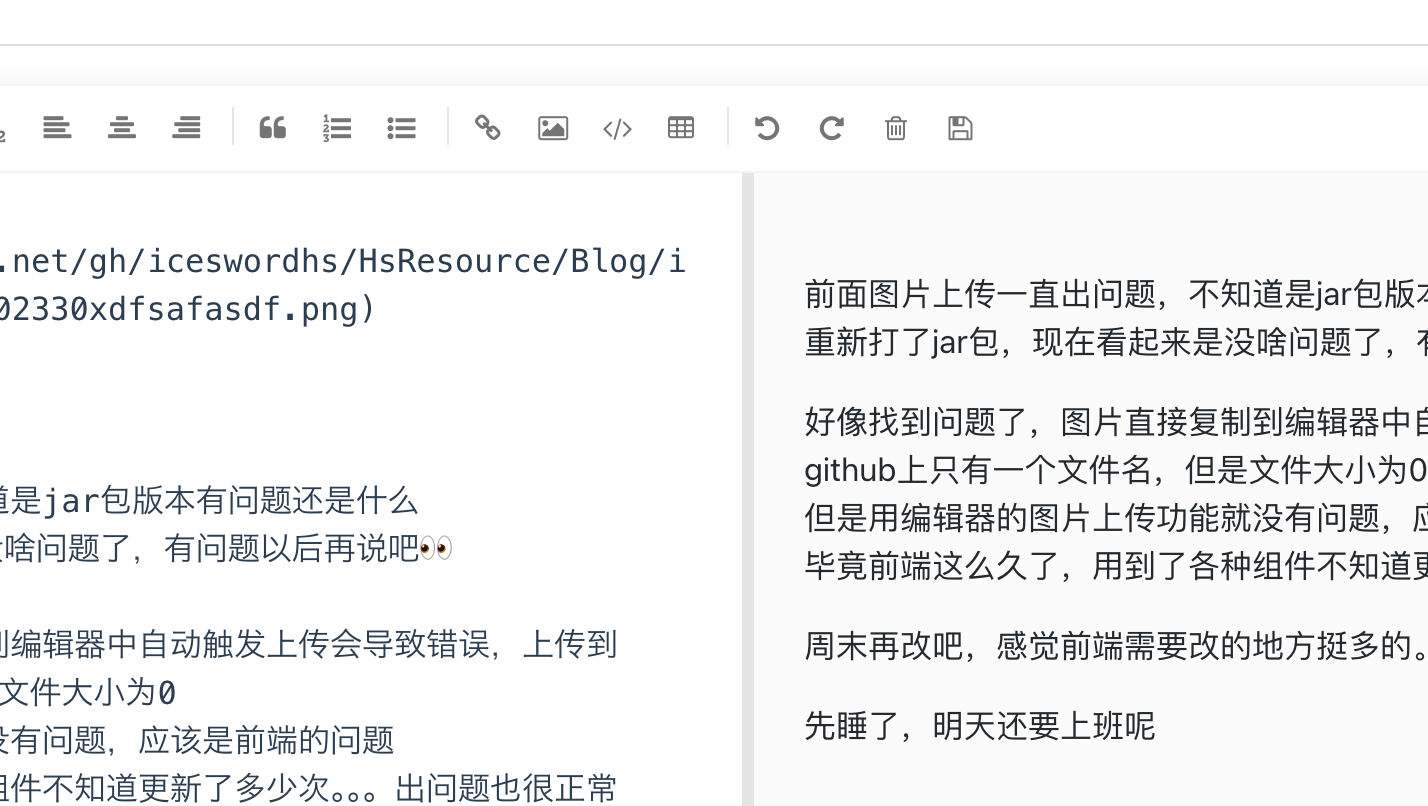 .net/gh/iceswordhs/HsResource/Blog/i
02330xdfsafasdf.png)
道是jar包版本有问题还是什么
啥问题了，有问题以后再说吧👀
到编辑器中自动触发上传会导致错误，上传到
文件大小为0
没有问题，应该是前端的问题
组件不知道更新了多少次。。。出问题也很正常
前面图片上传一直出问题，不知道是jar包版本
重新打了jar包，现在看起来是没啥问题了，有
好像找到问题了，图片直接复制到编辑器中自
github上只有一个文件名，但是文件大小为0
但是用编辑器的图片上传功能就没有问题，应
毕竟前端这么久了，用到了各种组件不知道更
周末再改吧，感觉前端需要改的地方挺多的。
先睡了，明天还要上班呢